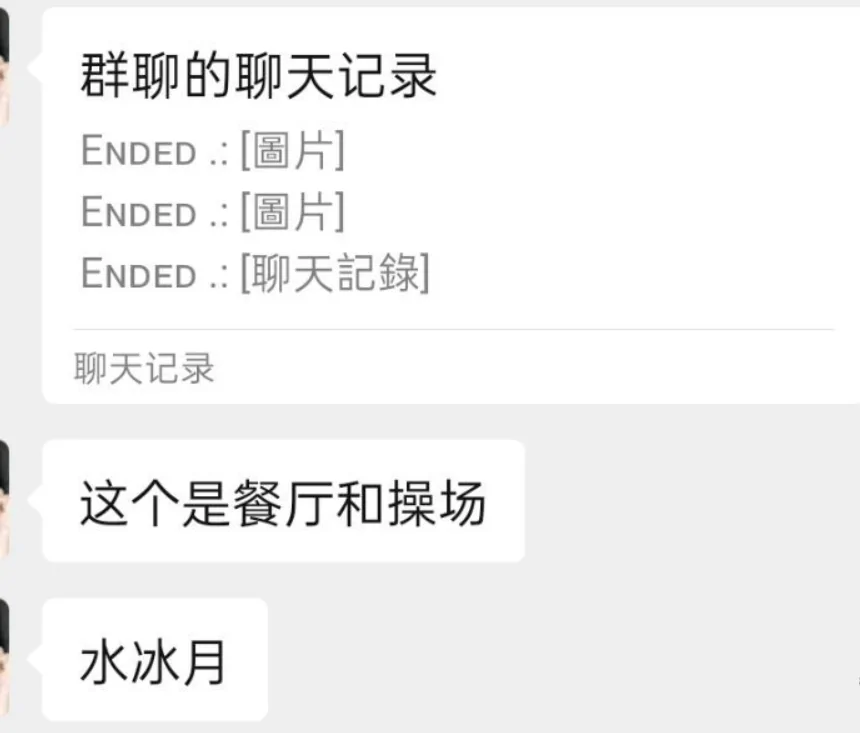 群聊的聊天记录
Ended .: [圖片]
Ended .: [圖片]
Ended .: [聊天記錄]
聊天记录
这个是餐厅和操场
水冰月